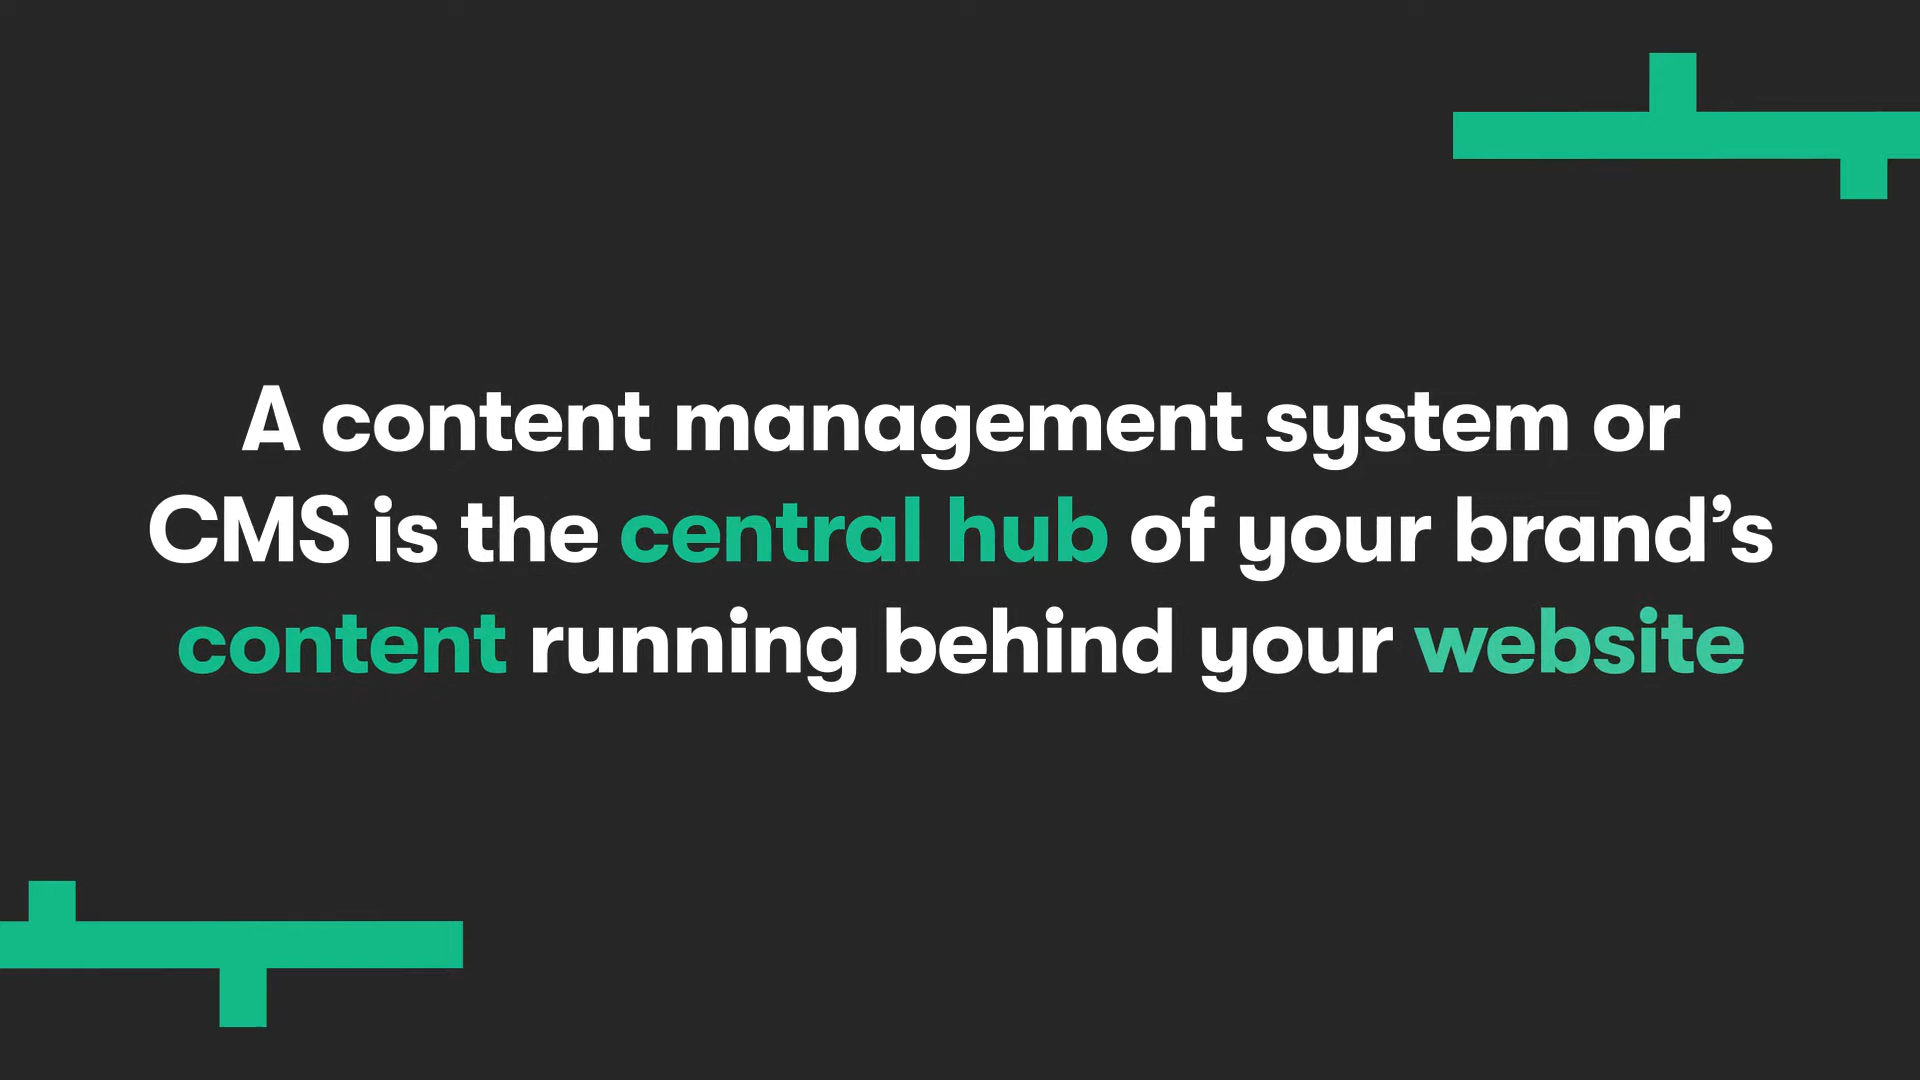 A content management system or
CMS is the central hub of your brand’s
content running behind your website